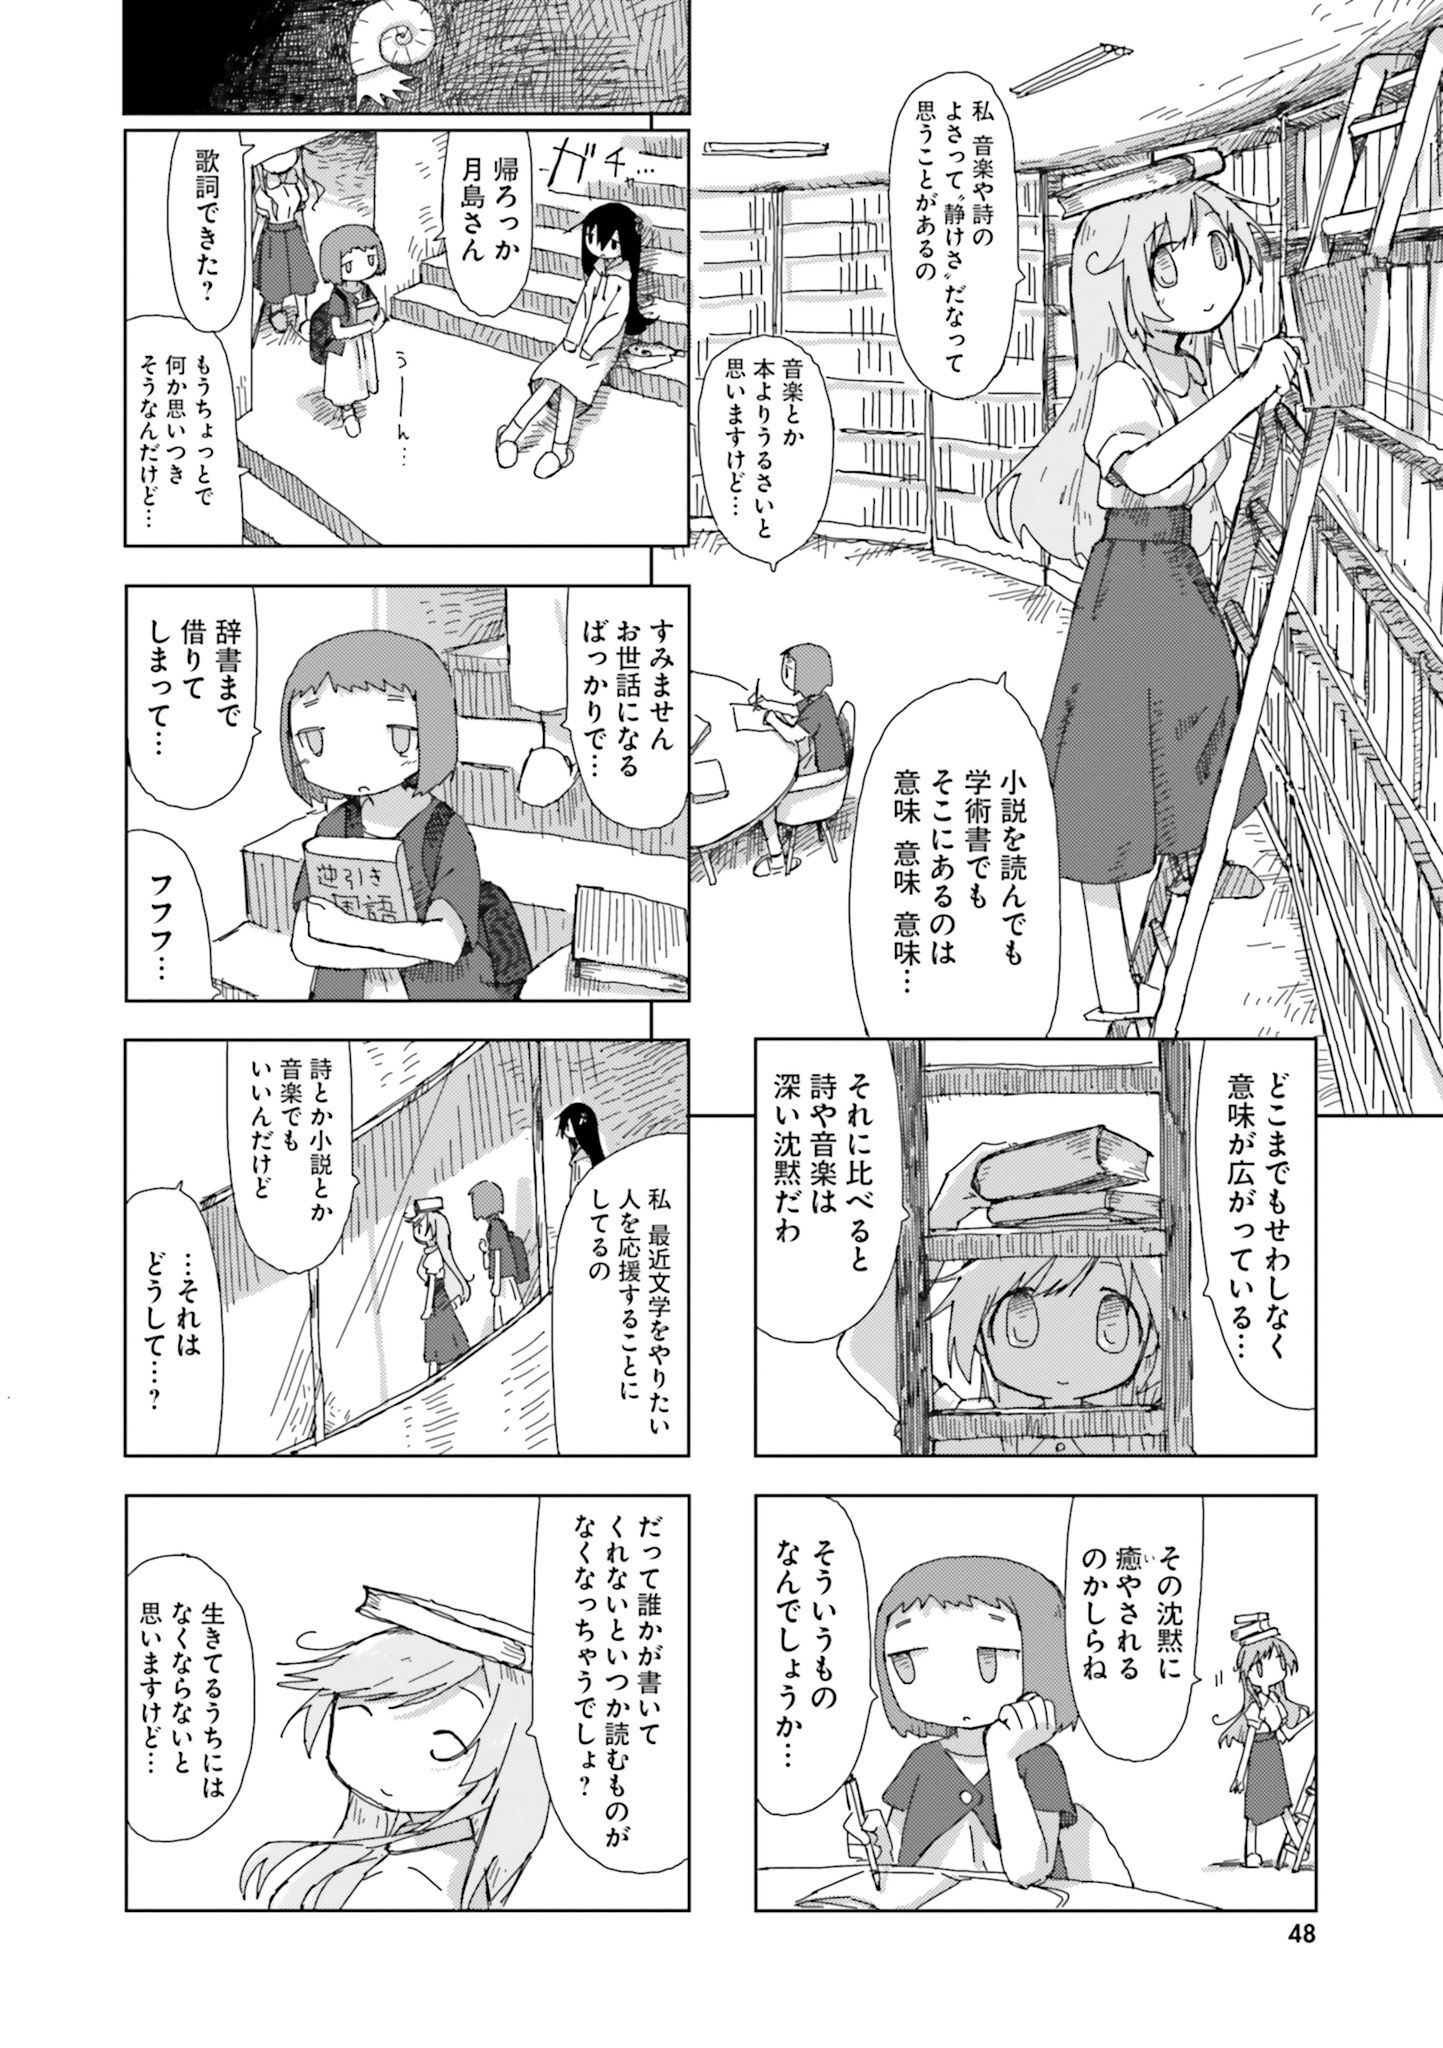 私 音楽や詩の
よさって〝静けさ〟だなって
思うことがあるの
音楽とか
本よりうるさいと
思いますけど…
小説を読んでも
学術書でも
そこにあるのは
意味 意味 意味…
どこまでもせわしなく
意味が広がっている…
それに比べると
詩や音楽は
深い沈黙だわ
その沈黙に
癒やされる
い
のかしらね
そういうもの
なんでしょうか…
ガチャ…
帰ろっか
月島さん
歌詞できた?
うーーん…
もうちょっとで
何か思いつき
そうなんだけど…
すみません
お世話になる
ばっかりで…
辞書まで
借りて
しまって…
逆引き
国語
フフフ…
私 最近文学をやりたい
人を応援することに
してるの
詩とか小説とか
音楽でも
いいんだけど
…それは
どうして…?
だって誰かが書いて
くれないといつか読むものが
なくなっちゃうでしょ?
生きてるうちには
なくならないと
思いますけど…
48